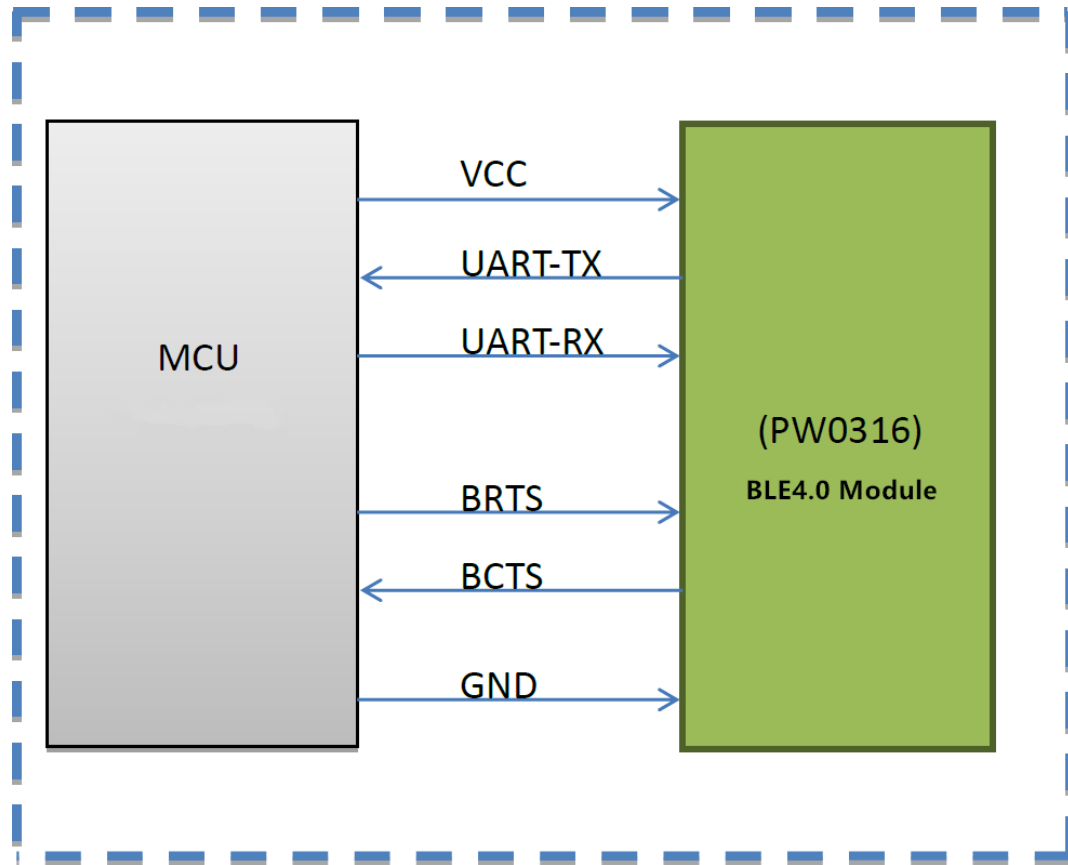 VCC
UART-TX
UART-RX
MCU
(PW0316)
BLE4.0 Module
BRTS
BCTS
GND